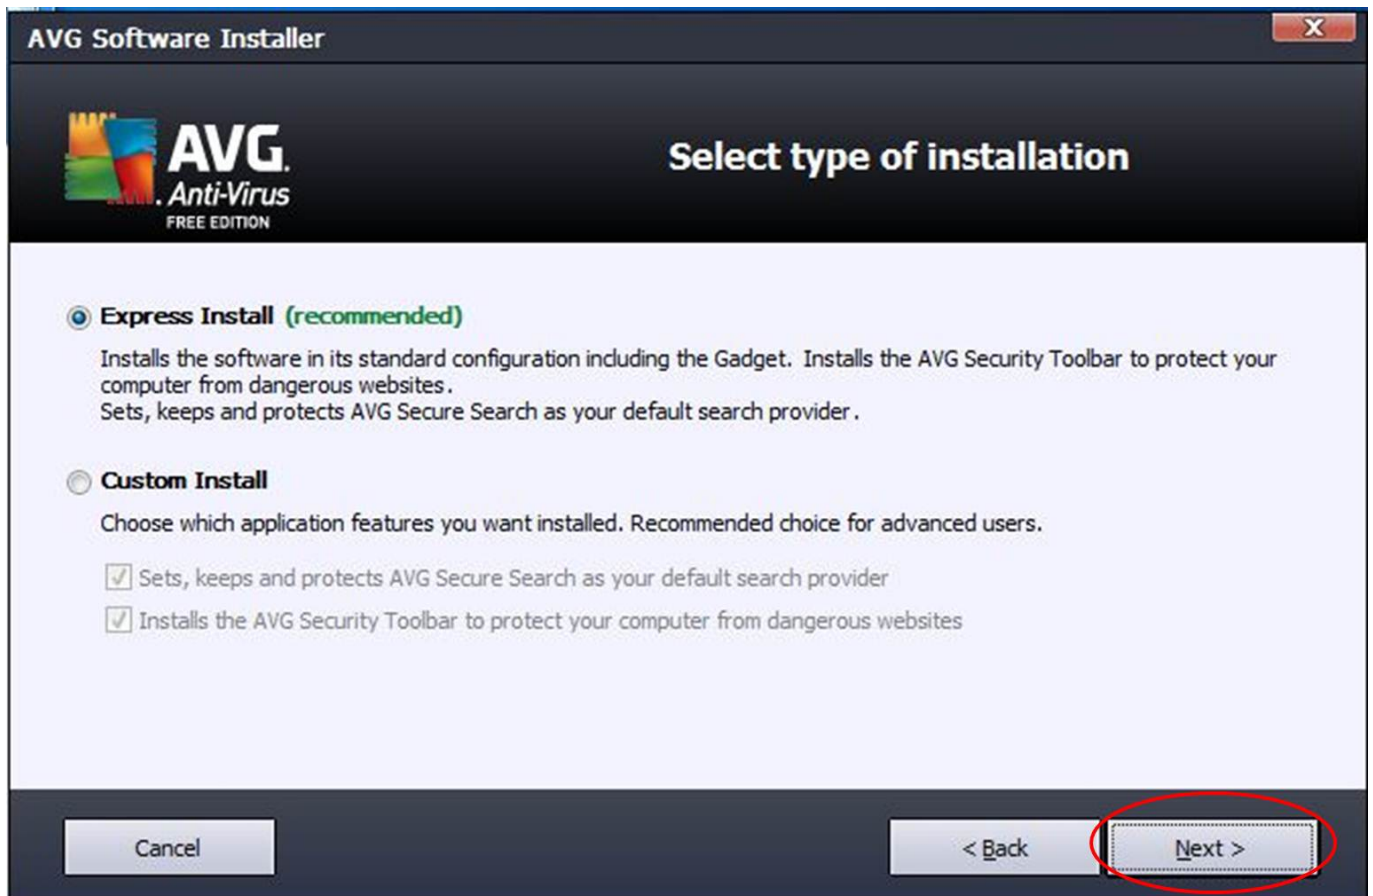 AVG Software Installer
X
AVG.
Anti-Virus
FREE EDITION
Select type of installation
Express Install (recommended)
Installs the software in its standard configuration including the Gadget. Installs the AVG Security Toolbar to protect your
computer from dangerous websites.
Sets, keeps and protects AVG Secure Search as your default search provider.
Custom Install
Choose which application features you want installed. Recommended choice for advanced users.
Sets, keeps and protects AVG Secure Search as your default search provider
Installs the AVG Security Toolbar to protect your computer from dangerous websites
Cancel
< Back
Next >